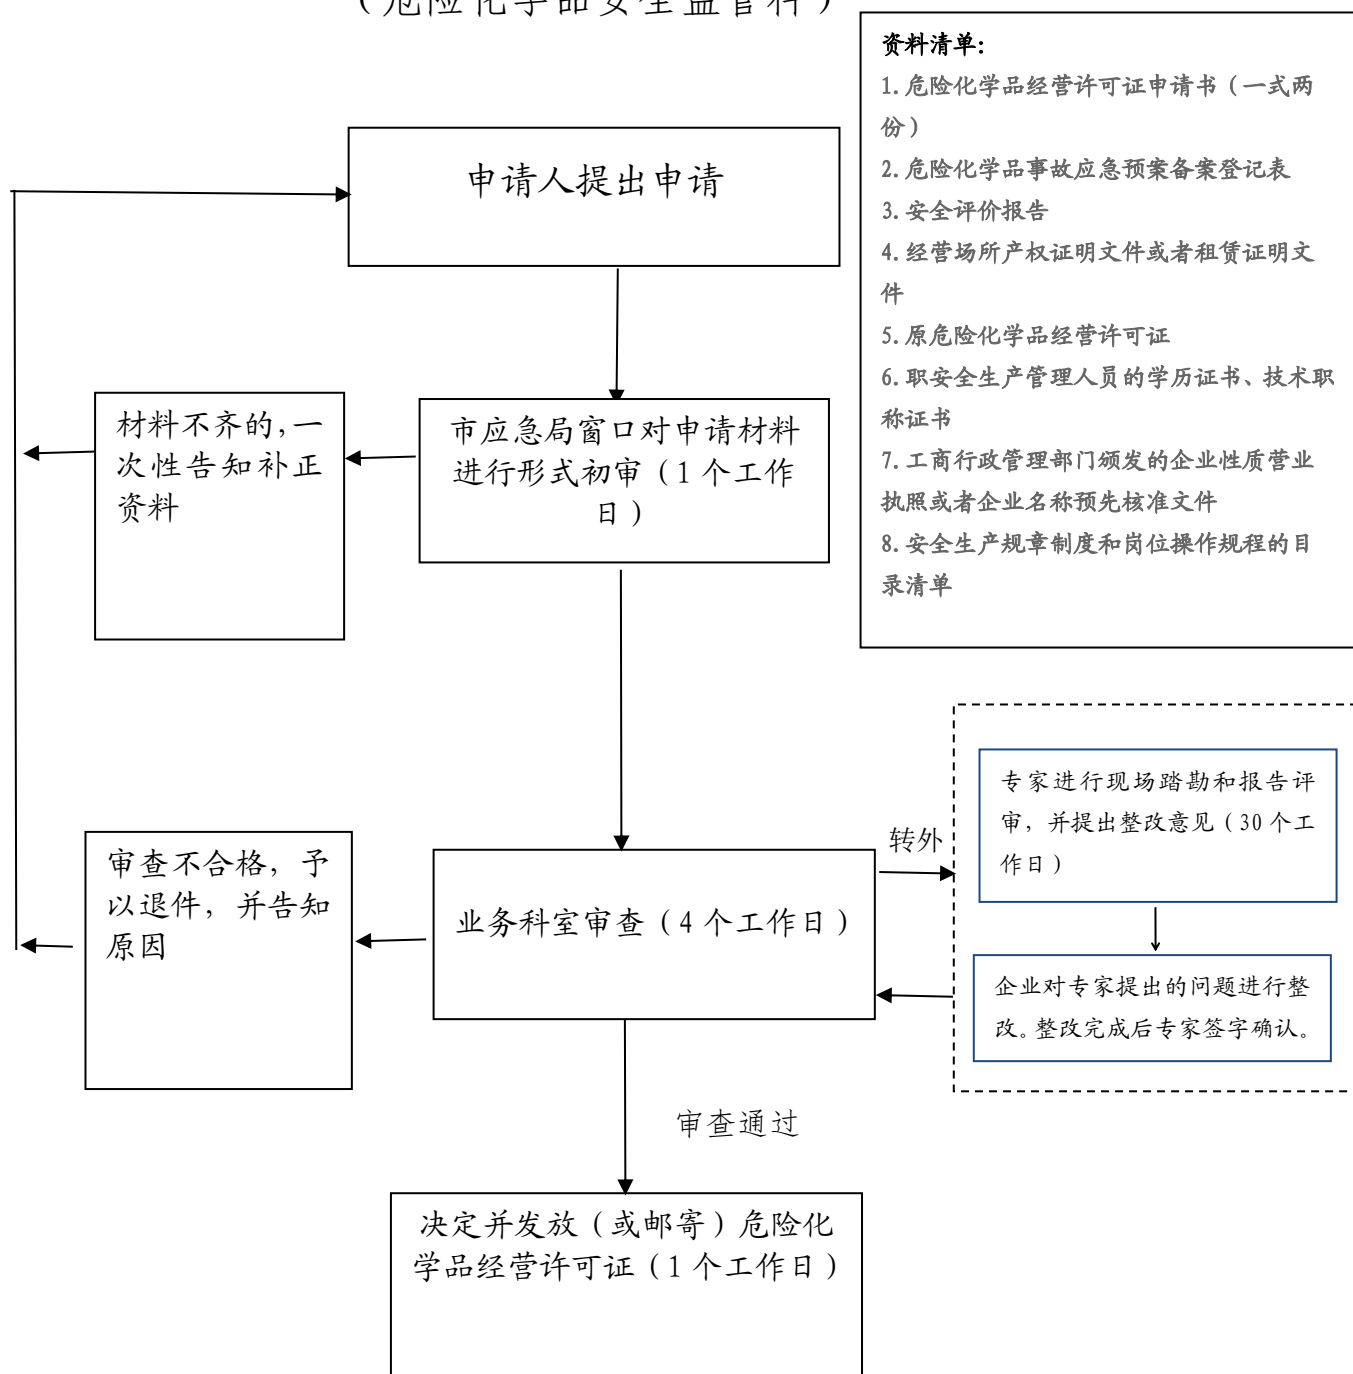 （危险化学品安全监管科）
资料清单：
1.危险化学品经营许可证申请书（一式两
份）
2.危险化学品事故应急预案备案登记表
3.安全评价报告
4.经营场所产权证明文件或者租赁证明文
件
5.原危险化学品经营许可证
6.职安全生产管理人员的学历证书、技术职
称证书
7.工商行政管理部门颁发的企业性质营业
执照或者企业名称预先核准文件
8.安全生产规章制度和岗位操作规程的目
录清单
申请人提出申请
材料不齐的，一
次性告知补正
资料
市应急局窗口对申请材料
进行形式初审（1个工作
日）
专家进行现场踏勘和报告评
审，并提出整改意见（30个工
作日）
转外
审查不合格，予
以退件，并告知
原因
业务科室审查（4个工作日）
企业对专家提出的问题进行整
改。整改完成后专家签字确认。
审查通过
决定并发放（或邮寄）危险化
学品经营许可证（1个工作日）